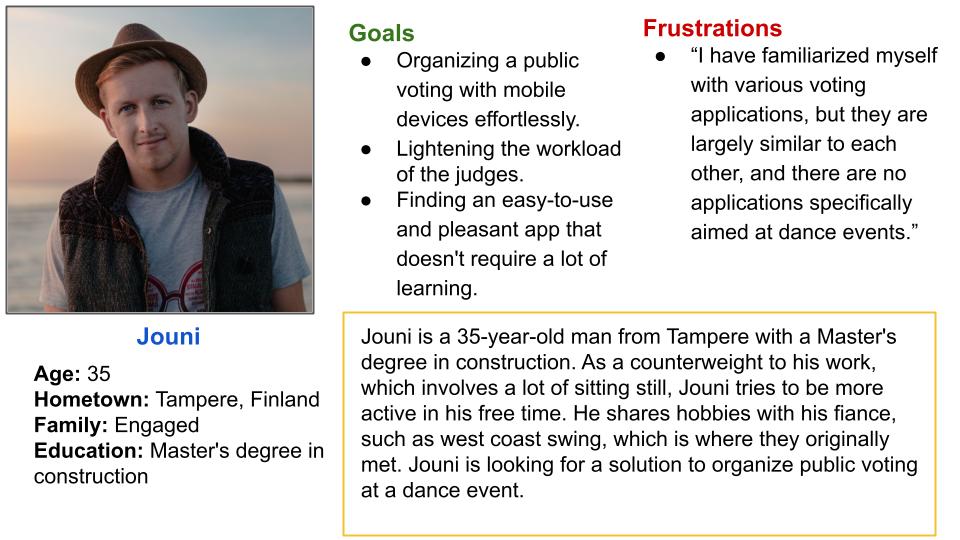 Goals
● Organizing a public
voting with mobile
devices effortlessly.
● Lightening the workload
of the judges.
● Finding an easy-to-use
and pleasant app that
doesn't require a lot of
learning.
Frustrations
● “I have familiarized myself
with various voting
applications, but they are
largely similar to each
other, and there are no
applications specifically
aimed at dance events.”
Jouni
Age: 35
Hometown: Tampere, Finland
Family: Engaged
Education: Master's degree in
construction
Jouni is a 35-year-old man from Tampere with a Master's
degree in construction. As a counterweight to his work,
which involves a lot of sitting still, Jouni tries to be more
active in his free time. He shares hobbies with his fiance,
such as west coast swing, which is where they originally
met. Jouni is looking for a solution to organize public voting
at a dance event.